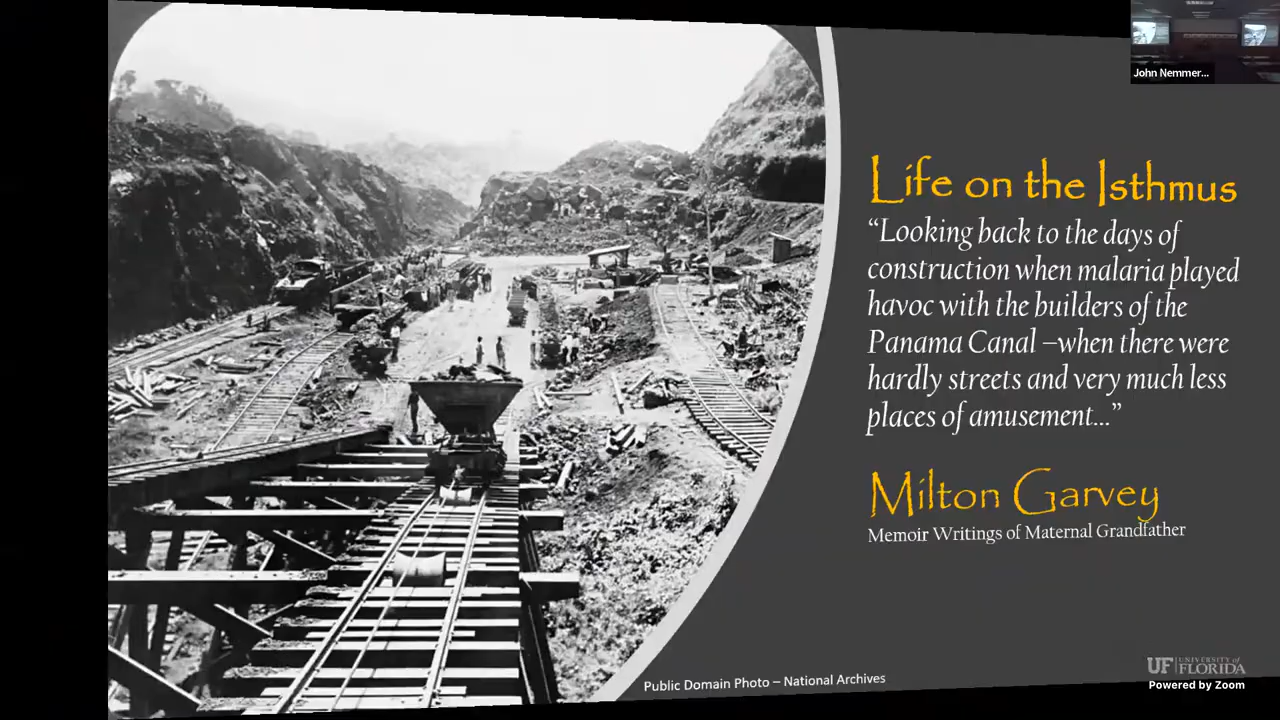 John Nemmer...
Life on the Isthmus
“Looking back to the days of
construction when malaria played
havoc with the builders of the
Panama Canal –when there were
hardly streets and very much less
places of amusement...”
Milton Garvey
Memoir Writings of Maternal Grandfather
Public Domain Photo – National Archives
UF UNIVERSITY of
FLORIDA
Powered by Zoom